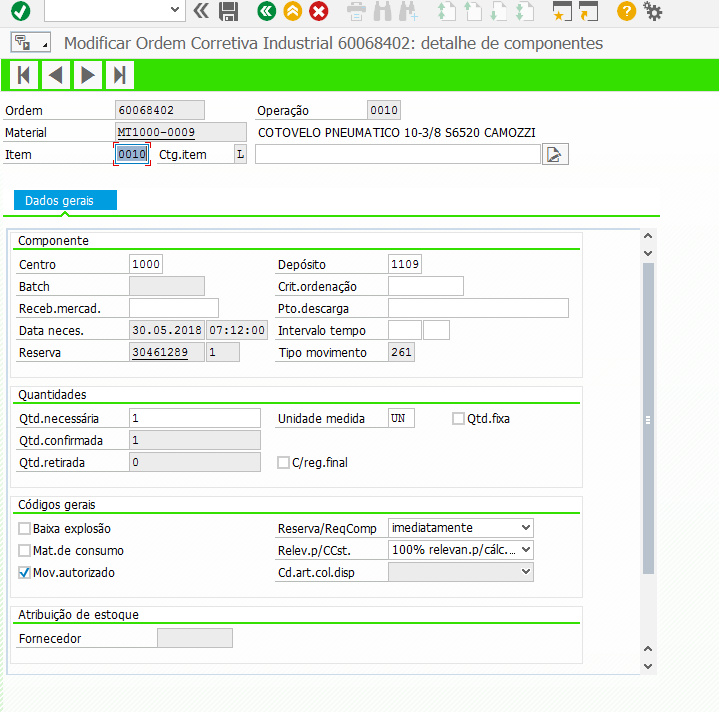 Modificar Ordem Corretiva Industrial 60068402: detalhe de componentes
Ordem 60068402 Operação 0010
Material MT1000-0009 COTOVELO PNEUMATICO 10-3/8 S6520 CAMOZZI
Item 0010 Ctg.item L
Dados gerais
Componente
Centro 1000 Depósito 1109
Batch Crit.ordenação
Receb.mercad. Pto.descarga
Data neces. 30.05.2018 07:12:00 Intervalo tempo
Reserva 30461289 1 Tipo movimento 261
Quantidades
Qtd.necessária 1 Unidade medida UN Qtd.fixa
Qtd.confirmada 1
Qtd.retirada 0 C/reg.final
Códigos gerais
Baixa explosão Reserva/ReqComp imediatamente
Mat.de consumo Relev.p/CCst. 100% relevan.p/cálc...
Mov.autorizado Cd.art.col.disp
Atribuição de estoque
Fornecedor